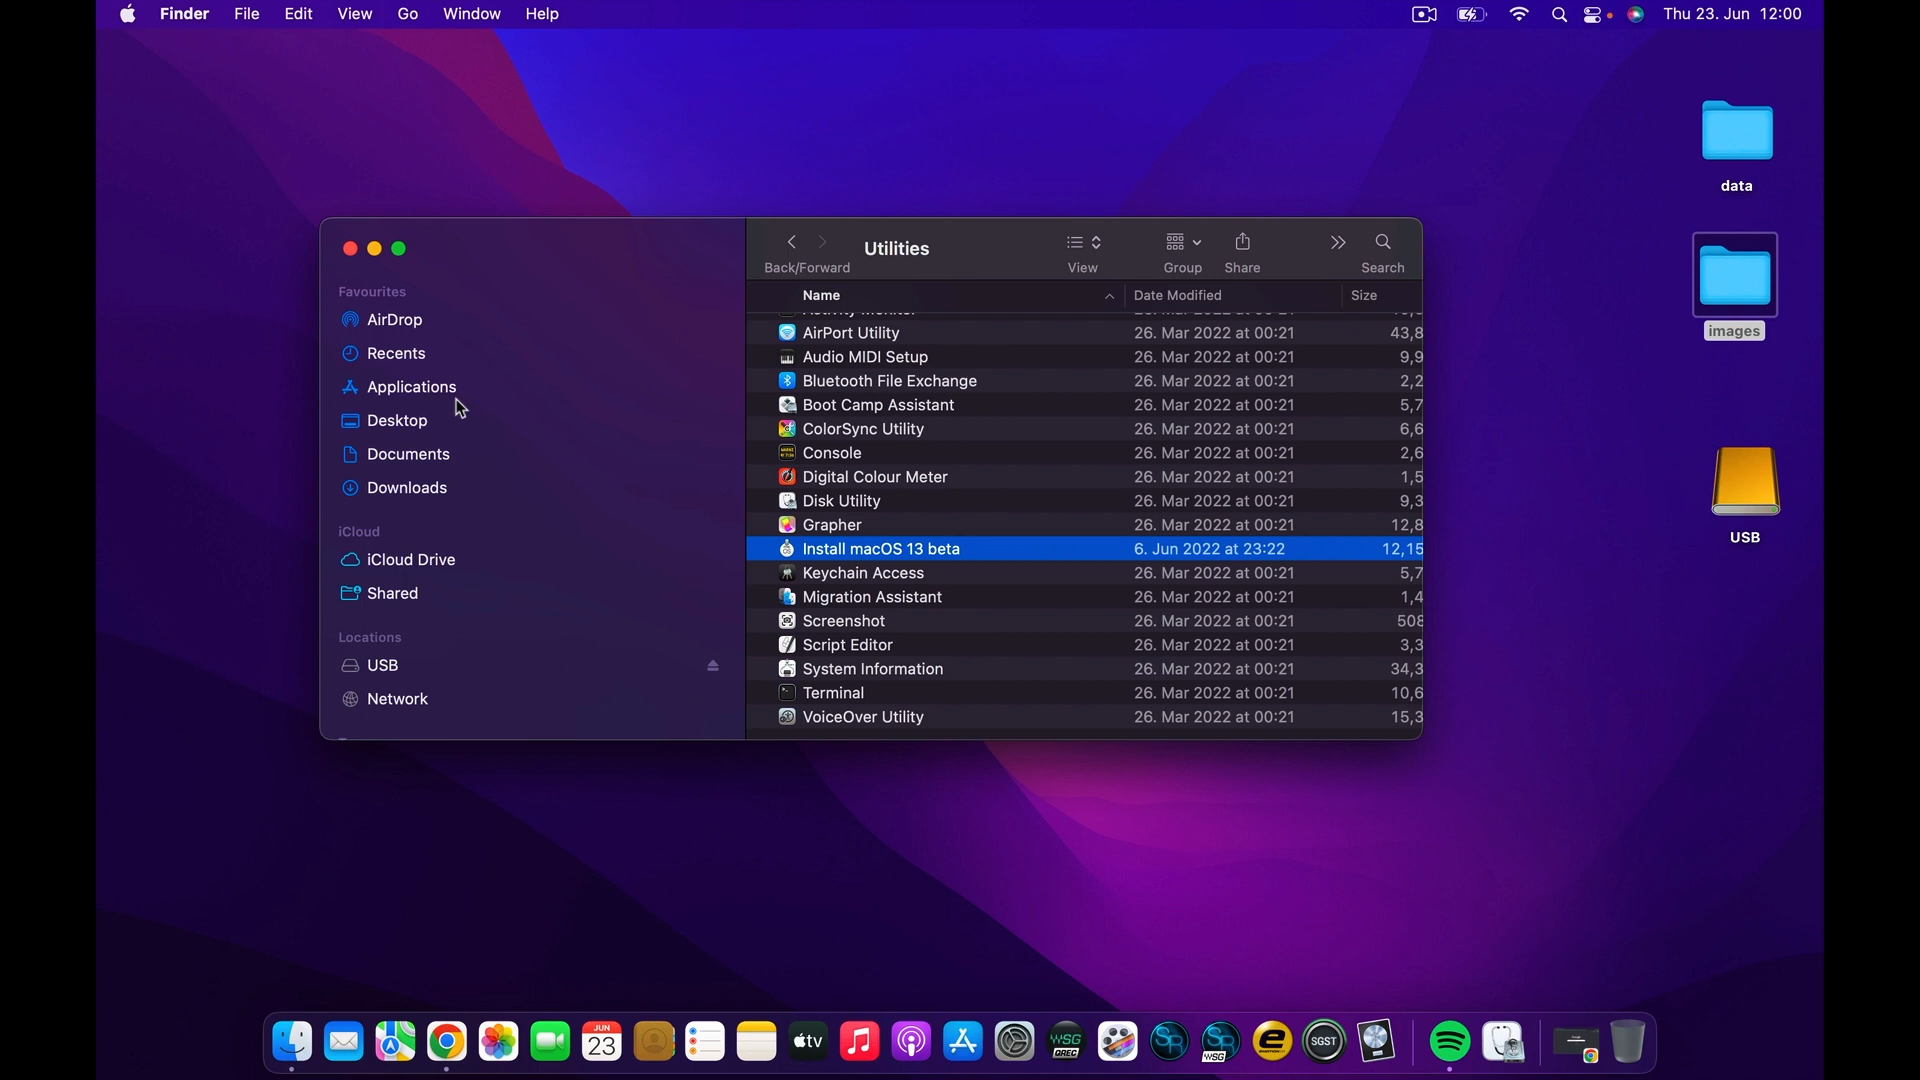 Finder File Edit View Go Window Help Thu 23. Jun 12:00
data
images
USB
Favourites
AirDrop
Recents
Applications
Desktop
Documents
Downloads
iCloud
iCloud Drive
Shared
Locations
USB
Network
Utilities
Back/Forward View Group Share Search
Name Date Modified Size
AirPort Utility 26. Mar 2022 at 00:21 43,8
Audio MIDI Setup 26. Mar 2022 at 00:21 9,9
Bluetooth File Exchange 26. Mar 2022 at 00:21 2,2
Boot Camp Assistant 26. Mar 2022 at 00:21 5,7
ColorSync Utility 26. Mar 2022 at 00:21 6,6
Console 26. Mar 2022 at 00:21 2,6
Digital Colour Meter 26. Mar 2022 at 00:21 1,5
Disk Utility 26. Mar 2022 at 00:21 9,3
Grapher 26. Mar 2022 at 00:21 12,8
Install macOS 13 beta 6. Jun 2022 at 23:22 12,15
Keychain Access 26. Mar 2022 at 00:21 5,7
Migration Assistant 26. Mar 2022 at 00:21 1,4
Screenshot 26. Mar 2022 at 00:21 508
Script Editor 26. Mar 2022 at 00:21 3,3
System Information 26. Mar 2022 at 00:21 34,3
Terminal 26. Mar 2022 at 00:21 10,6
VoiceOver Utility 26. Mar 2022 at 00:21 15,3
JUN
23
tv
WSG
QREC
SR
SR
WSG
SGST